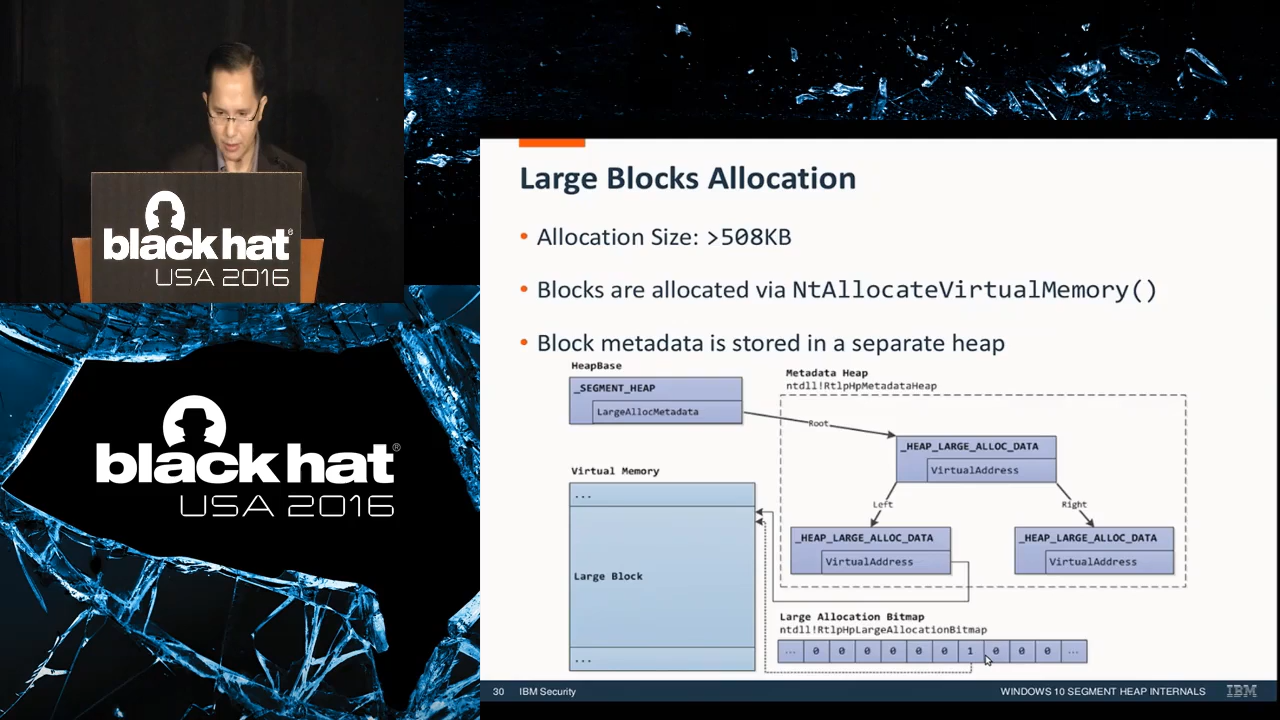 black hat®
USA 2016
black hat®
USA 2016
Large Blocks Allocation
• Allocation Size: >508KB
• Blocks are allocated via NtAllocateVirtualMemory()
• Block metadata is stored in a separate heap
HeapBase
_SEGMENT_HEAP
LargeAllocMetadata
Metadata Heap
ntdll!RtlpHpMetadataHeap
Root
_HEAP_LARGE_ALLOC_DATA
VirtualAddress
Left
Right
_HEAP_LARGE_ALLOC_DATA
VirtualAddress
_HEAP_LARGE_ALLOC_DATA
VirtualAddress
Virtual Memory
...
Large Block
...
Large Allocation Bitmap
ntdll!RtlpHpLargeAllocationBitmap
... 0 0 0 0 0 0 1 0 0 0 ...
30 IBM Security
WINDOWS 10 SEGMENT HEAP INTERNALS IBM